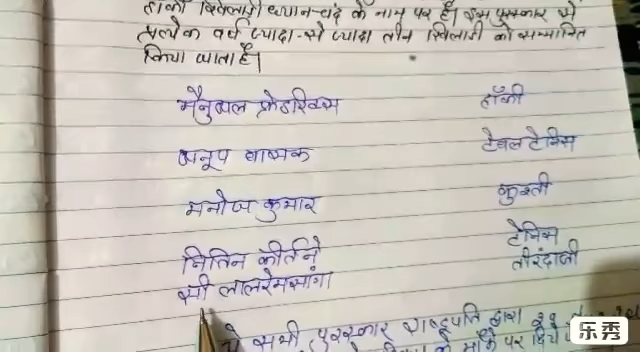 हॉकी खिलाड़ी ध्यान-चंद के नाम पर है। इस पुरस्कार से
प्रत्येक वर्ष ज्यादा-से ज्यादा तीन खिलाड़ी को सम्मानित
किया जाता है।
मैनुअल फ्रेडरिक्स हॉकी
अनूप बासक टेबल टेनिस
मनोज कुमार कुश्ती
नितिन कीर्तने टेनिस
सी लालरेमसांगा तीरंदाजी
ये सभी पुरस्कार राष्ट्रपति द्वारा
के मौके पर दिये
乐秀